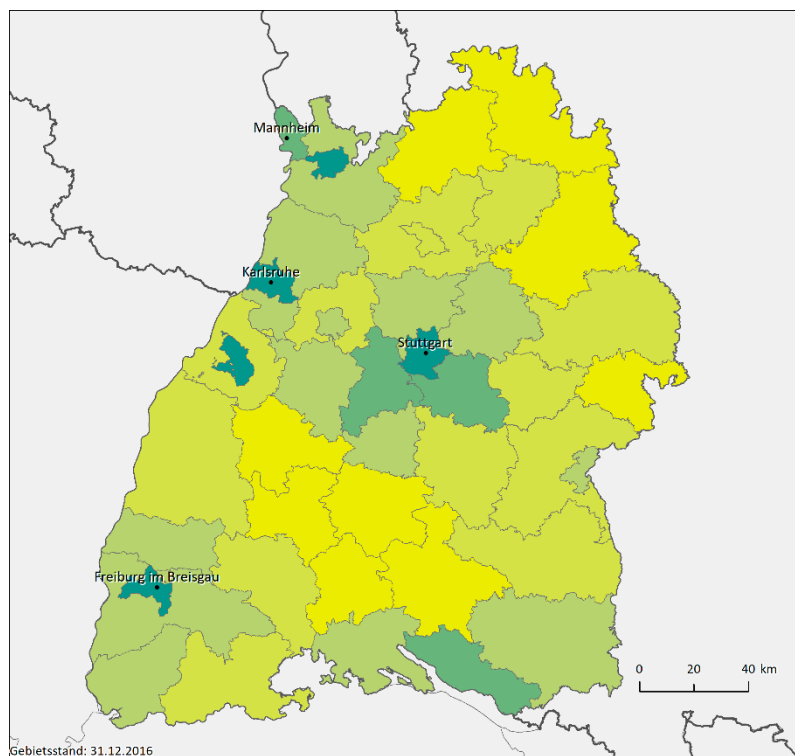 Mannheim
Karlsruhe
Stuttgart
Freiburg im Breisgau
0 20 40 km
Gebietsstand: 31.12.2016